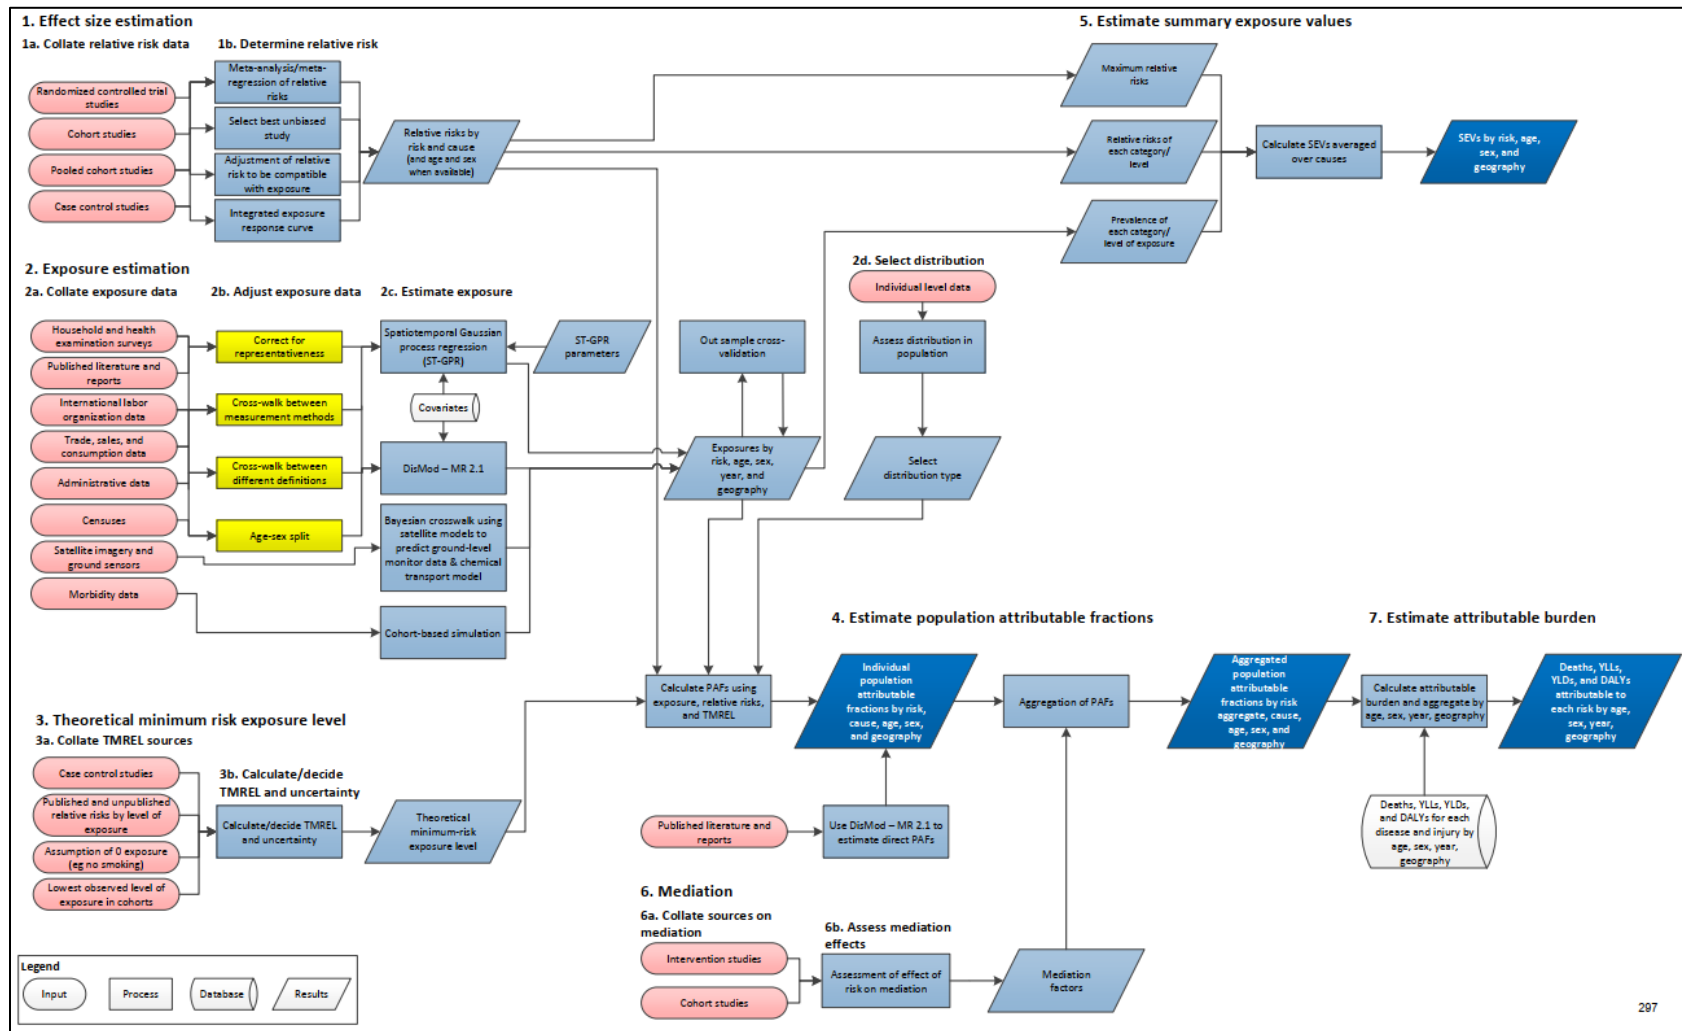 1. Effect size estimation
1a. Collate relative risk data
1b. Determine relative risk
Randomized controlled trial
studies
Cohort studies
Pooled cohort studies
Case control studies
Meta-analysis/meta-
regression of relative
risks
Select best unbiased
study
Adjustment of relative
risk to be compatible
with exposure
Integrated exposure
response curve
Relative risks by
risk and cause
(and age and sex
when available)
5. Estimate summary exposure values
Maximum relative
risks
Relative risks of
each category/
level
Prevalence of
each category/
level of exposure
Calculate SEVs averaged
over causes
SEVs by risk, age,
sex, and
geography
2. Exposure estimation
2a. Collate exposure data
2b. Adjust exposure data
2c. Estimate exposure
2d. Select distribution
Household and health
examination surveys
Published literature and
reports
International labor
organization data
Trade, sales, and
consumption data
Administrative data
Censuses
Satellite imagery and
ground sensors
Morbidity data
Correct for
representativeness
Cross-walk between
measurement methods
Cross-walk between
different definitions
Age-sex split
Spatiotemporal Gaussian
process regression
(ST-GPR)
ST-GPR
parameters
Covariates
DisMod – MR 2.1
Bayesian crosswalk using
satellite models to
predict ground-level
monitor data & chemical
transport model
Cohort-based simulation
Out sample cross-
validation
Exposures by
risk, age, sex,
year, and
geography
Individual level data
Assess distribution in
population
Select
distribution type
3. Theoretical minimum risk exposure level
3a. Collate TMREL sources
3b. Calculate/decide
TMREL and uncertainty
Case control studies
Published and unpublished
relative risks by level of
exposure
Assumption of 0 exposure
(eg no smoking)
Lowest observed level of
exposure in cohorts
Calculate/decide TMREL
and uncertainty
Theoretical
minimum-risk
exposure level
4. Estimate population attributable fractions
Calculate PAFs using
exposure, relative risks,
and TMREL
Individual
population
attributable
fractions by risk,
cause, age, sex,
and geography
Aggregation of PAFs
Aggregated
population
attributable
fractions by risk
aggregate, cause,
age, sex, and
geography
Published literature and
reports
Use DisMod – MR 2.1 to
estimate direct PAFs
7. Estimate attributable burden
Calculate attributable
burden and aggregate by
age, sex, year, geography
Deaths, YLLs,
YLDs, and DALYs
attributable to
each risk by age,
sex, year,
geography
Deaths, YLLs, YLDs,
and DALYs for each
disease and injury by
age, sex, year,
geography
6. Mediation
6a. Collate sources on
mediation
6b. Assess mediation
effects
Intervention studies
Cohort studies
Assessment of effect of
risk on mediation
Mediation
factors
Legend
Input
Process
Database
Results
297